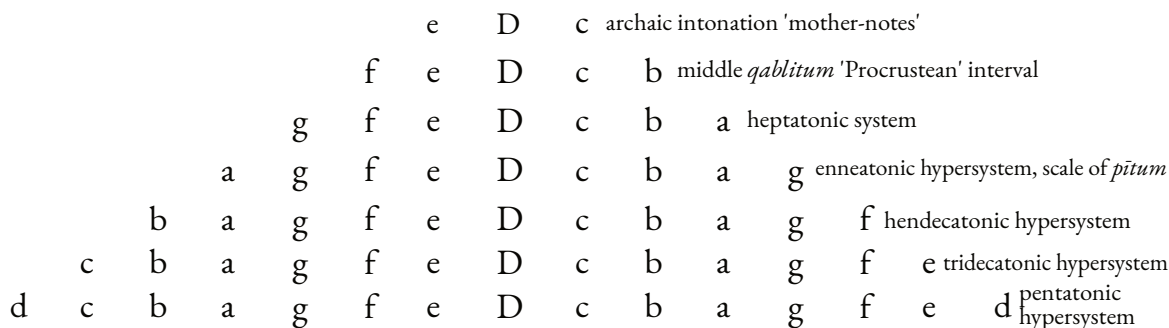 e D c archaic intonation 'mother-notes'
f e D c b middle qablitum 'Procrustean' interval
g f e D c b a heptatonic system
a g f e D c b a g enneatonic hypersystem, scale of pītum
b a g f e D c b a g f hendecatonic hypersystem
c b a g f e D c b a g f e tridecatonic hypersystem
d c b a g f e D c b a g f e d pentatonic
hypersystem